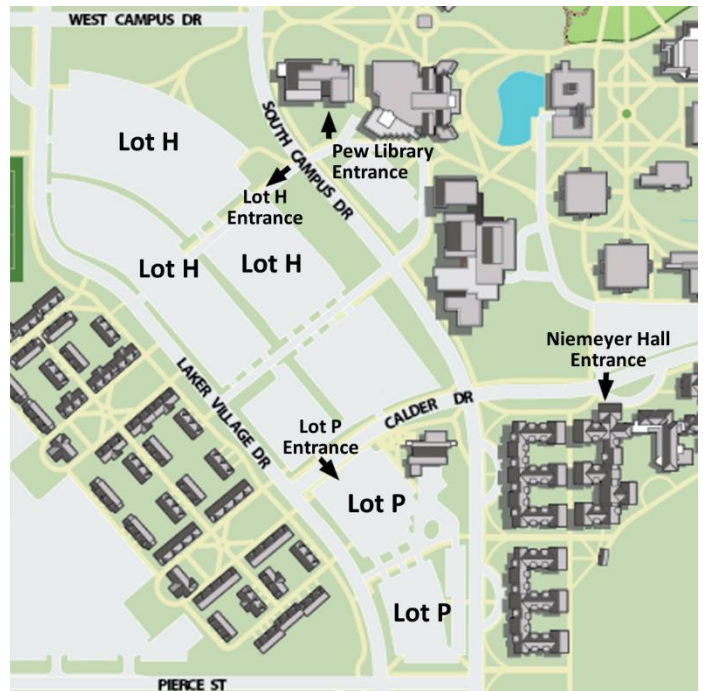 WEST CAMPUS DR
SOUTH CAMPUS DR
Lot H
Pew Library
Entrance
Lot H
Entrance
Lot H
Lot H
Niemeyer Hall
Entrance
LAKER VILLAGE DR
CALDER DR
Lot P
Entrance
Lot P
Lot P
PIERCE ST